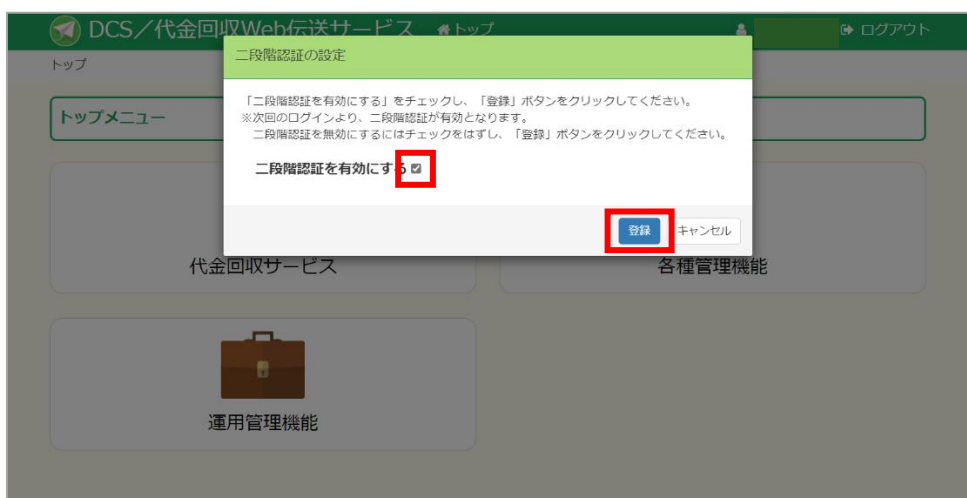 DCS／代金回収Web伝送サービス トップ ログアウト
トップ
二段階認証の設定
トップメニュー
「二段階認証を有効にする」をチェックし、「登録」ボタンをクリックしてください。
※次回のログインより、二段階認証が有効となります。
二段階認証を無効にするにはチェックをはずし、「登録」ボタンをクリックしてください。
二段階認証を有効にする
登録 キャンセル
代金回収サービス 各種管理機能
運用管理機能